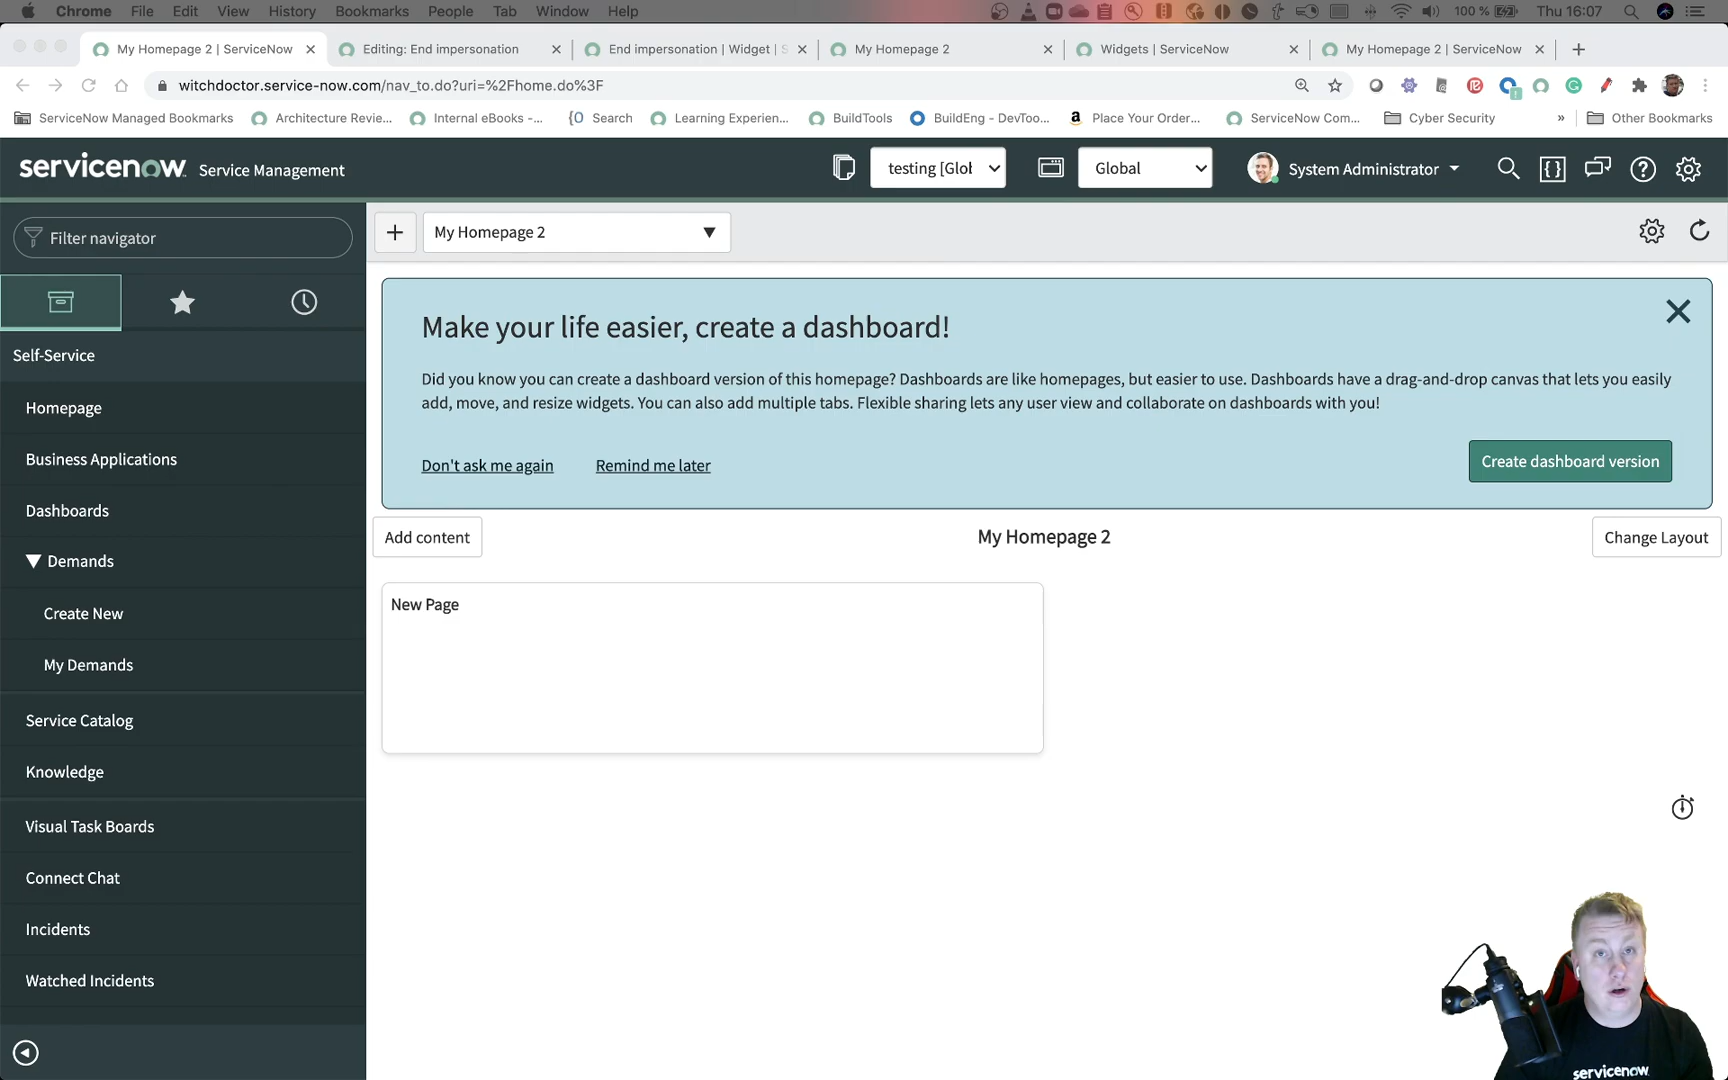 Chrome File Edit View History Bookmarks People Tab Window Help 100 % Thu 16:07
My Homepage 2 | ServiceNow Editing: End impersonation End impersonation | Widget | S My Homepage 2 Widgets | ServiceNow My Homepage 2 | ServiceNow
witchdoctor.service-now.com/nav_to.do?uri=%2Fhome.do%3F
ServiceNow Managed Bookmarks Architecture Revie... Internal eBooks -... Search Learning Experien... BuildTools BuildEng - DevToo... Place Your Order... ServiceNow Com... Cyber Security » Other Bookmarks
servicenow Service Management testing [Glol Global System Administrator
Filter navigator
My Homepage 2
Self-Service
Homepage
Business Applications
Dashboards
Demands
Create New
My Demands
Service Catalog
Knowledge
Visual Task Boards
Connect Chat
Incidents
Watched Incidents
Make your life easier, create a dashboard!
Did you know you can create a dashboard version of this homepage? Dashboards are like homepages, but easier to use. Dashboards have a drag-and-drop canvas that lets you easily
add, move, and resize widgets. You can also add multiple tabs. Flexible sharing lets any user view and collaborate on dashboards with you!
Don't ask me again Remind me later Create dashboard version
Add content My Homepage 2 Change Layout
New Page
servicenow